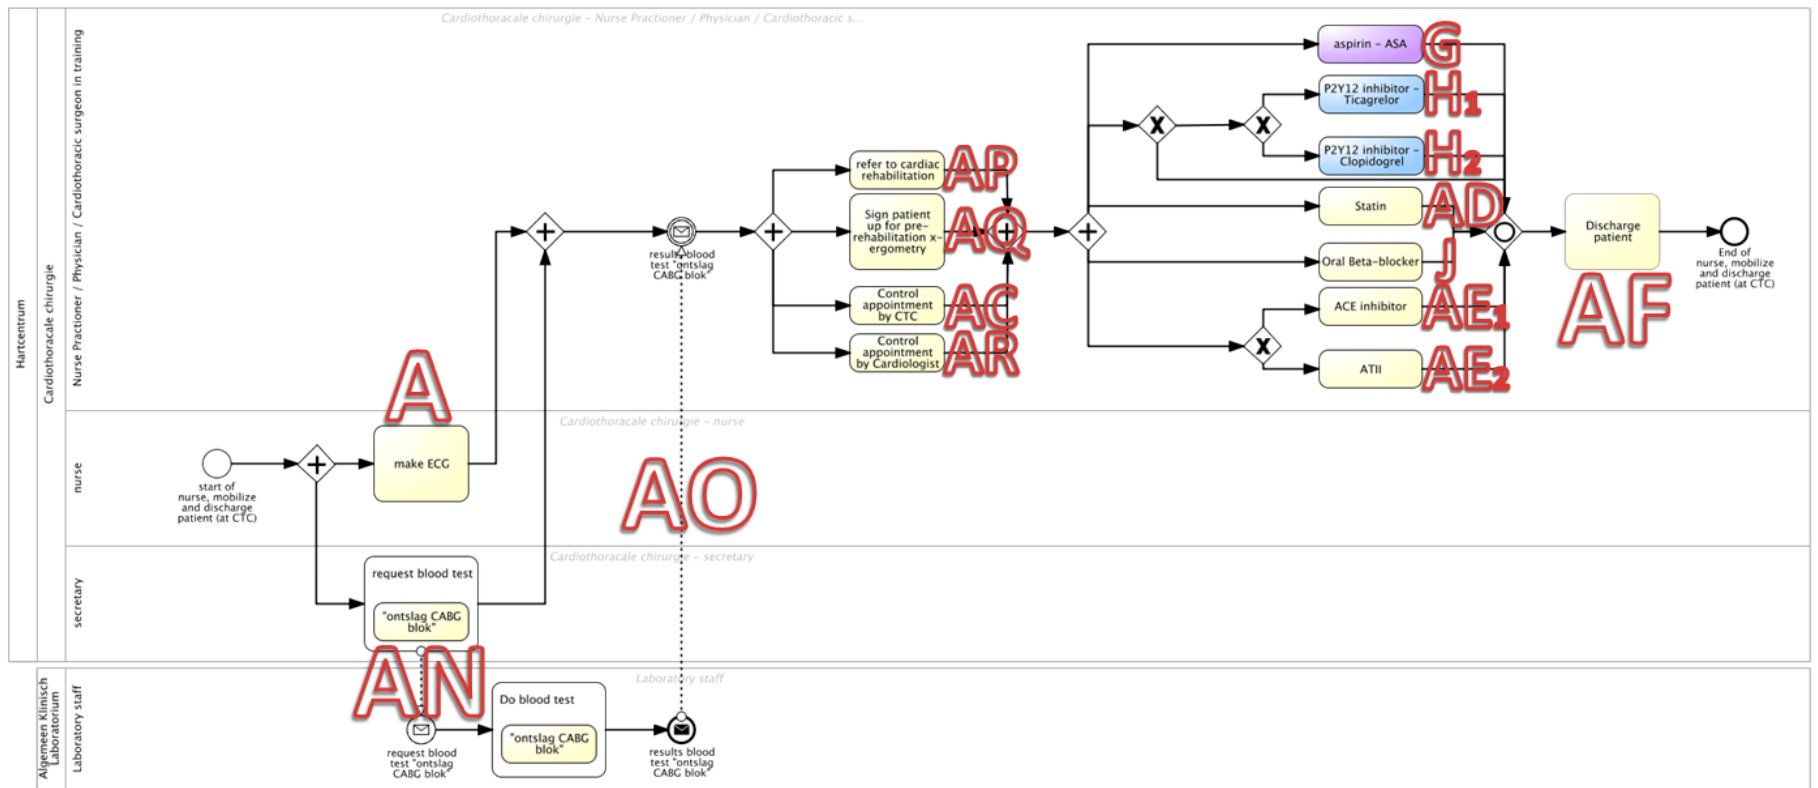 Cardiothoracale chirurgie – Nurse Practioner / Physician / Cardiothoracic s...
Hartcentrum
Cardiothoracale chirurgie
Nurse Practioner / Physician / Cardiothoracic surgeon in training
aspirin – ASA
G
P2Y12 inhibitor –
Ticagrelor
H1
P2Y12 inhibitor –
Clopidogrel
H2
Statin
AD
Oral Beta-blocker
J
ACE inhibitor
AE1
ATII
AE2
refer to cardiac
rehabilitation
AP
Sign patient
up for pre-
rehabilitation x-
ergometry
AQ
Control
appointment
by CTC
AC
Control
appointment
by Cardiologist
AR
results blood
test "ontslag
CABG blok"
Discharge
patient
AF
End of
nurse, mobilize
and discharge
patient (at CTC)
Cardiothoracale chirurgie – nurse
nurse
start of
nurse, mobilize
and discharge
patient (at CTC)
A
make ECG
AO
Cardiothoracale chirurgie – secretary
secretary
request blood test
"ontslag CABG
blok"
AN
Algemeen Klinisch
Laboratorium
Laboratory staff
Laboratory staff
request blood
test "ontslag
CABG blok"
Do blood test
"ontslag CABG
blok"
results blood
test "ontslag
CABG blok"